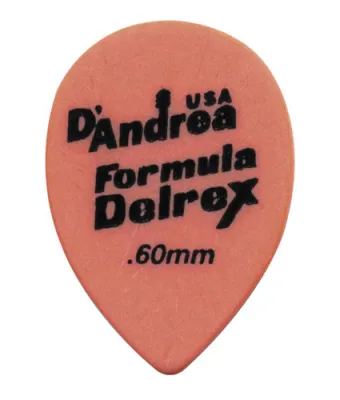 D'Andrea USA
Formula
Delrex
.60mm